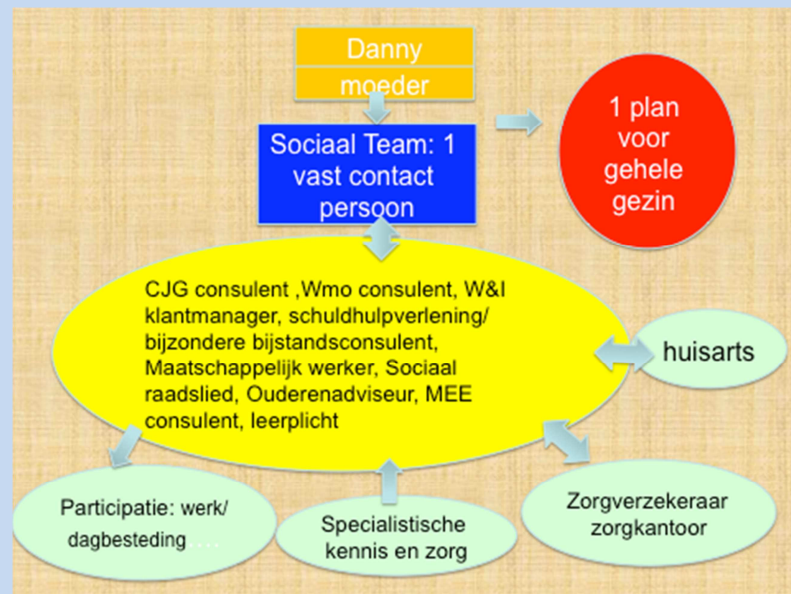 Danny
moeder
Sociaal Team: 1
vast contact
persoon
1 plan
voor
gehele
gezin
CJG consulent ,Wmo consulent, W&I
klantmanager, schuldhulpverlening/
bijzondere bijstandsconsulent,
Maatschappelijk werker, Sociaal
raadslied, Ouderenadviseur, MEE
consulent, leerplicht
huisarts
Participatie: werk/
dagbesteding ....
Specialistische
kennis en zorg
Zorgverzekeraar
zorgkantoor